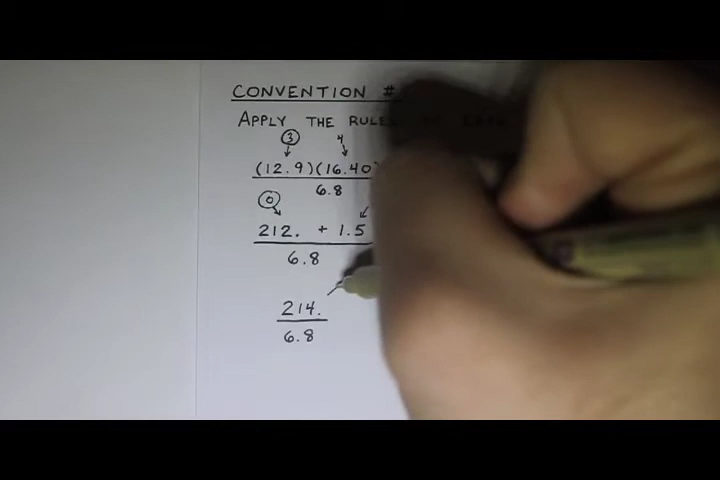 CONVENTION #
APPLY THE RULES
3 4
(12.9)(16.40)
6.8
0
212. + 1.5
6.8
214.
6.8